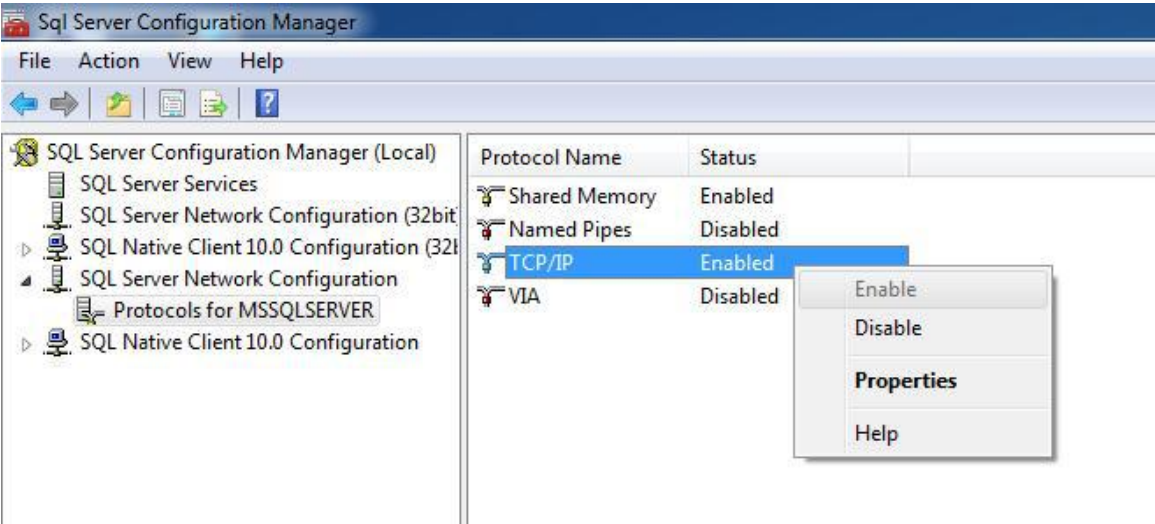 Sql Server Configuration Manager
File Action View Help
SQL Server Configuration Manager (Local)
SQL Server Services
SQL Server Network Configuration (32bit
SQL Native Client 10.0 Configuration (32b
SQL Server Network Configuration
Protocols for MSSQLSERVER
SQL Native Client 10.0 Configuration
Protocol Name Status
Shared Memory Enabled
Named Pipes Disabled
TCP/IP Enabled
VIA Disabled
Enable
Disable
Properties
Help